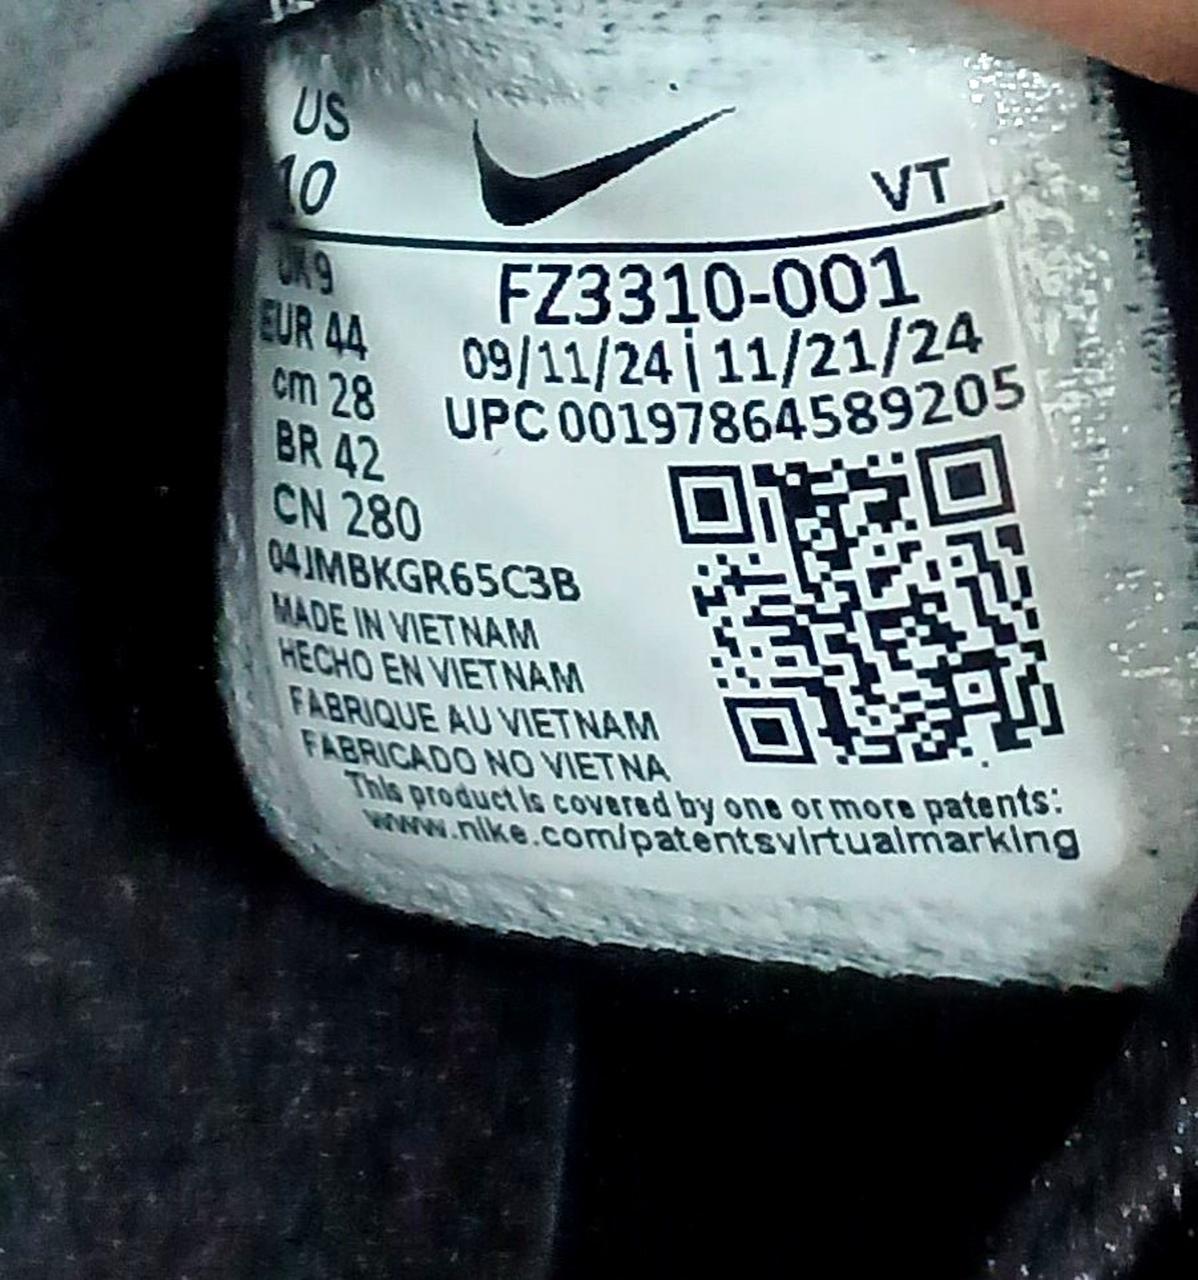 US
10
VT
UK 9
EUR 44
cm 28
BR 42
CN 280
FZ3310-001
09/11/24 | 11/21/24
UPC 00197864589205
04JMBKGR65C3B
MADE IN VIETNAM
HECHO EN VIETNAM
FABRIQUE AU VIETNAM
FABRICADO NO VIETNA
This product is covered by one or more patents:
www.nike.com/patentsvirtualmarking